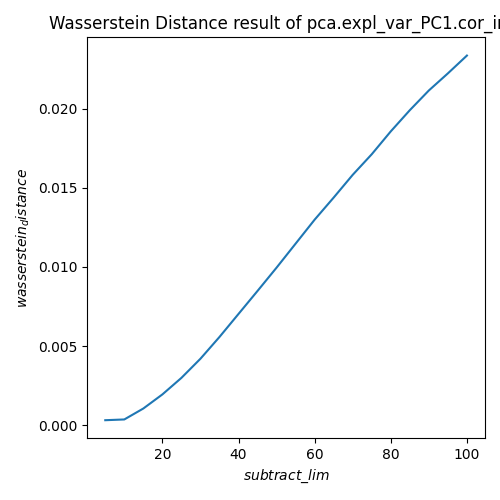 Wasserstein Distance result of pca.expl_var_PC1.cor_i
0.020
0.015
0.010
0.005
0.000
wasserstein_distance
20 40 60 80 100
subtract_lim